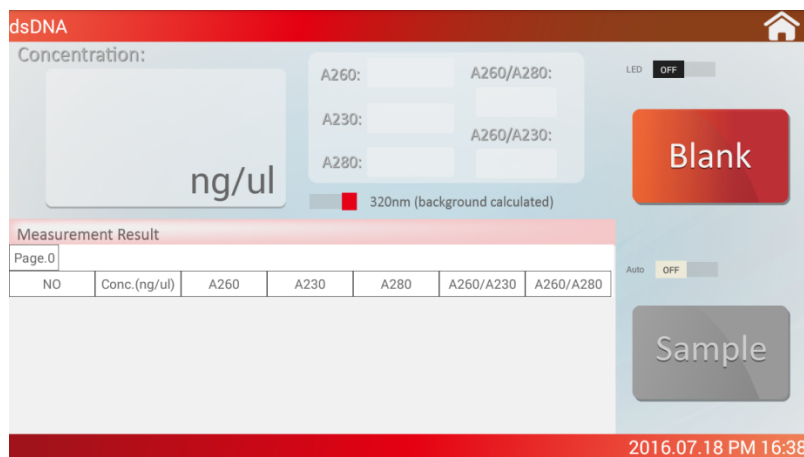 dsDNA
Concentration:
ng/ul
A260:
A260/A280:
A230:
A260/A230:
A280:
320nm (background calculated)
LED OFF
Blank
Measurement Result
Page.0
NO Conc.(ng/ul) A260 A230 A280 A260/A230 A260/A280
Auto OFF
Sample
2016.07.18 PM 16:38